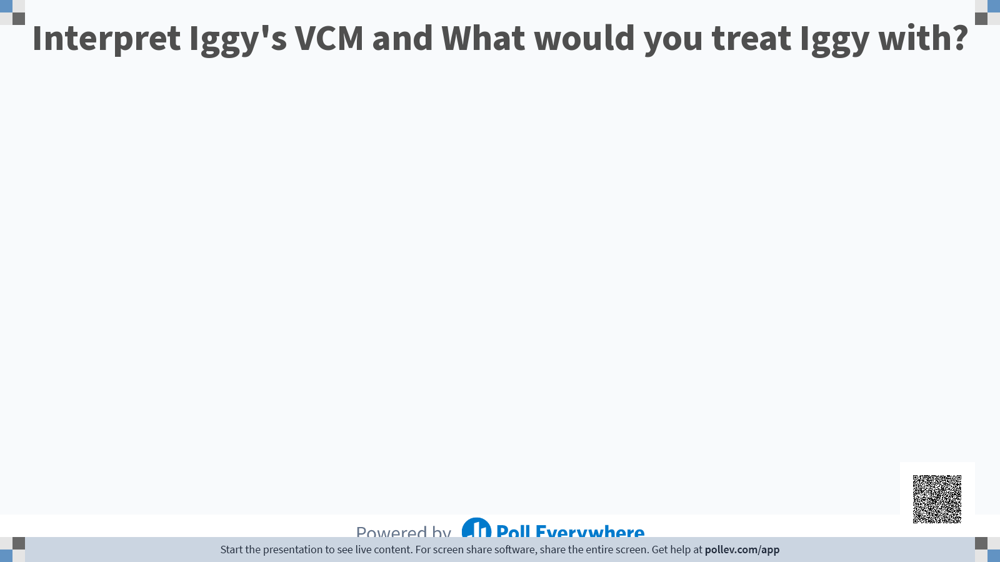 Interpret Iggy's VCM and What would you treat Iggy with?
Powered by Poll Everywhere
Start the presentation to see live content. For screen share software, share the entire screen. Get help at pollev.com/app